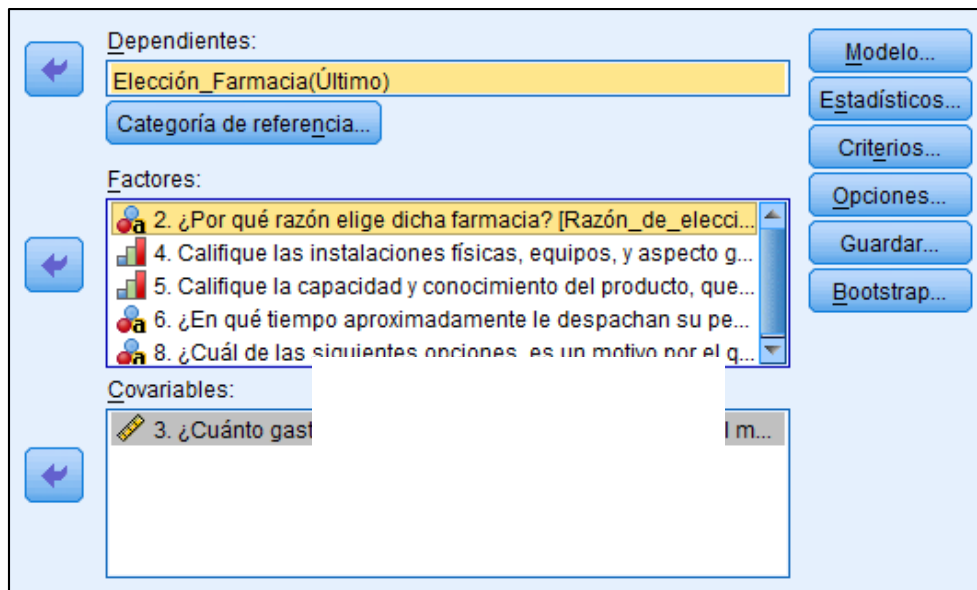 Dependientes:
Elección_Farmacia(Último)
Categoría de referencia...
Factores:
2. ¿Por qué razón elige dicha farmacia? [Razón_de_elecci...
4. Califique las instalaciones físicas, equipos, y aspecto g...
5. Califique la capacidad y conocimiento del producto, que...
6. ¿En qué tiempo aproximadamente le despachan su pe...
8. ¿Cuál de las siguientes opciones, es un motivo por el q...
Covariables:
3. ¿Cuánto gast
l m...
Modelo...
Estadísticos...
Criterios...
Opciones...
Guardar...
Bootstrap...